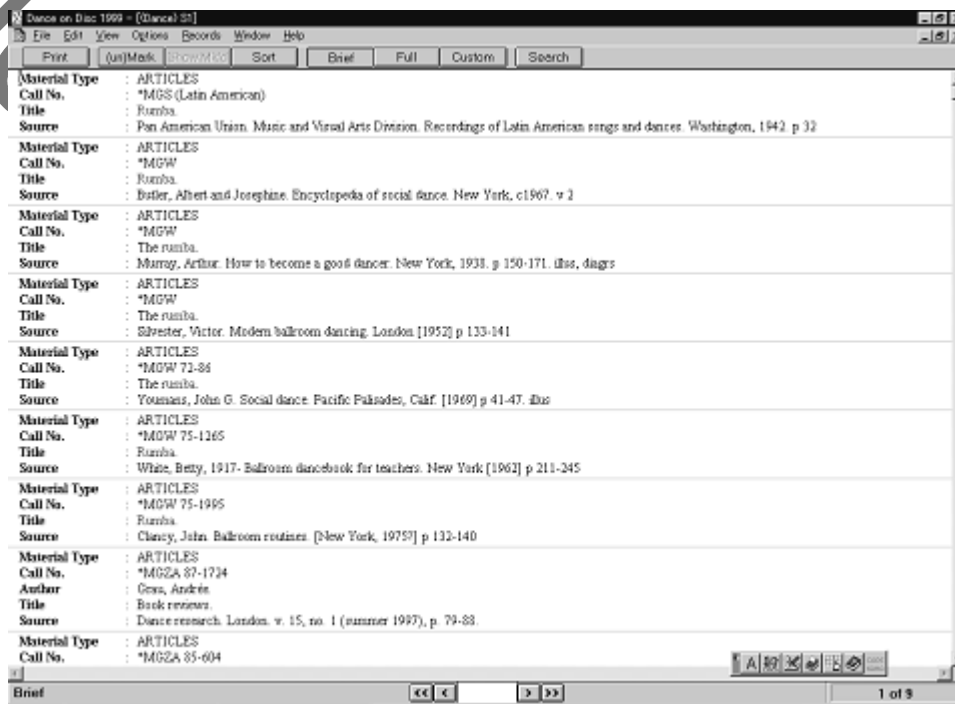 Dance on Disc 1999 - [(Dance) S1]
File Edit View Options Records Window Help
Print (un)Mark Show/Mkd Sort Brief Full Custom Search
Material Type : ARTICLES
Call No. : *MGS (Latin American)
Title : Rumba.
Source : Pan American Union. Music and Visual Arts Division. Recordings of Latin American songs and dances. Washington, 1942. p 32
Material Type : ARTICLES
Call No. : *MGW
Title : Rumba.
Source : Butler, Albert and Josephine. Encyclopedia of social dance. New York, c1967. v 2
Material Type : ARTICLES
Call No. : *MGW
Title : The rumba.
Source : Murray, Arthur. How to become a good dancer. New York, 1938. p 150-171. illus, diagrs
Material Type : ARTICLES
Call No. : *MGW
Title : The rumba.
Source : Silvester, Victor. Modern ballroom dancing. London [1952] p 133-141
Material Type : ARTICLES
Call No. : *MGW 72-86
Title : The rumba.
Source : Youmans, John G. Social dance. Pacific Palisades, Calif. [1969] p 41-47. illus
Material Type : ARTICLES
Call No. : *MGW 75-1265
Title : Rumba.
Source : White, Betty, 1917- Ballroom dancebook for teachers. New York [1962] p 211-245
Material Type : ARTICLES
Call No. : *MGW 75-1995
Title : Rumba.
Source : Clancy, John. Ballroom routines. [New York, 1975?] p 132-140
Material Type : ARTICLES
Call No. : *MGZA 87-1724
Author : Grau, Andrée.
Title : Book reviews.
Source : Dance research. London. v. 15, no. 1 (summer 1997), p. 79-88.
Material Type : ARTICLES
Call No. : *MGZA 85-604
Brief << < > >> 1 of 9